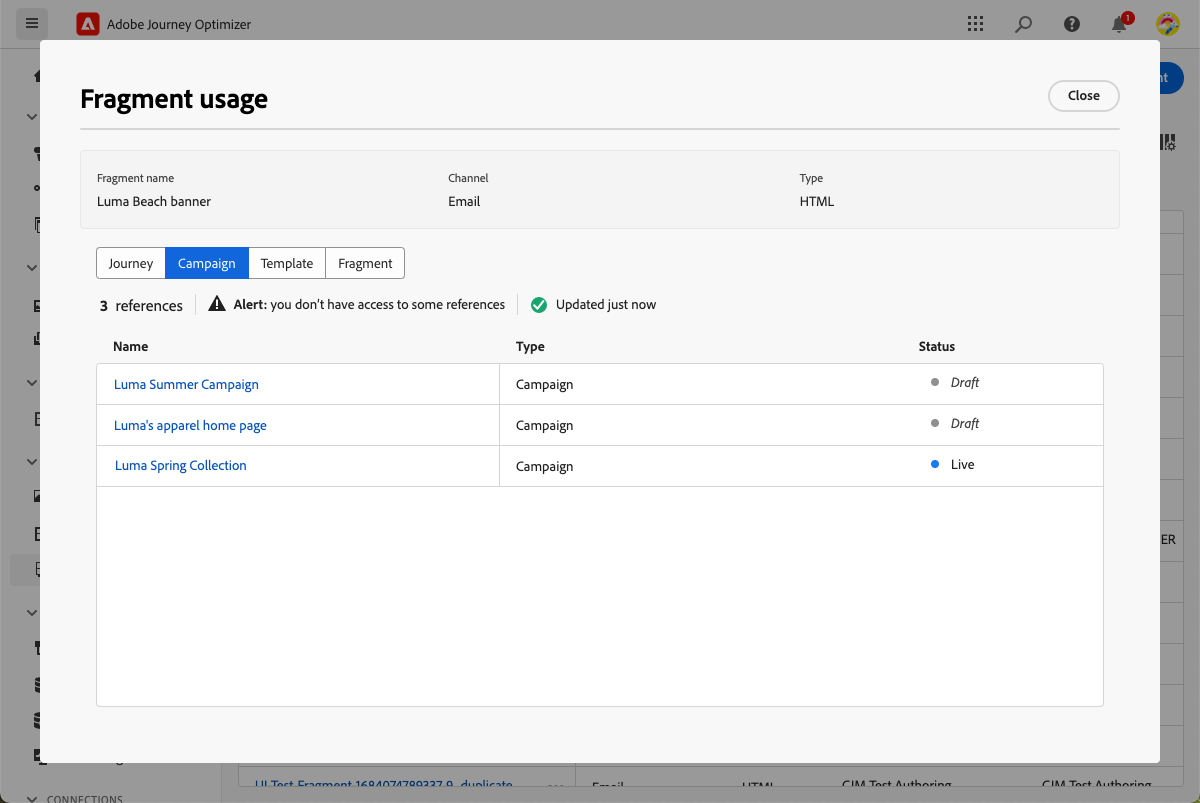 Adobe Journey Optimizer
1
nt
Fragment usage
Close
Fragment name
Channel
Type
Luma Beach banner
Email
HTML
Journey
Campaign
Template
Fragment
3 references
Alert: you don't have access to some references
Updated just now
Name
Type
Status
Luma Summer Campaign
Campaign
Draft
Luma's apparel home page
Campaign
Draft
Luma Spring Collection
Campaign
Live
ER
UI Test Fragment 1684074789337-9_duplicate
Email
HTML
CJM Test Authoring
CJM Test Authoring
CONNECTIONS